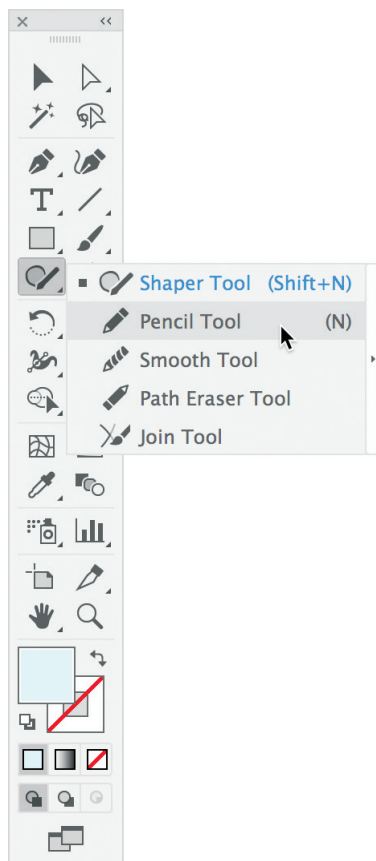 Shaper Tool (Shift+N)
Pencil Tool (N)
Smooth Tool
Path Eraser Tool
Join Tool